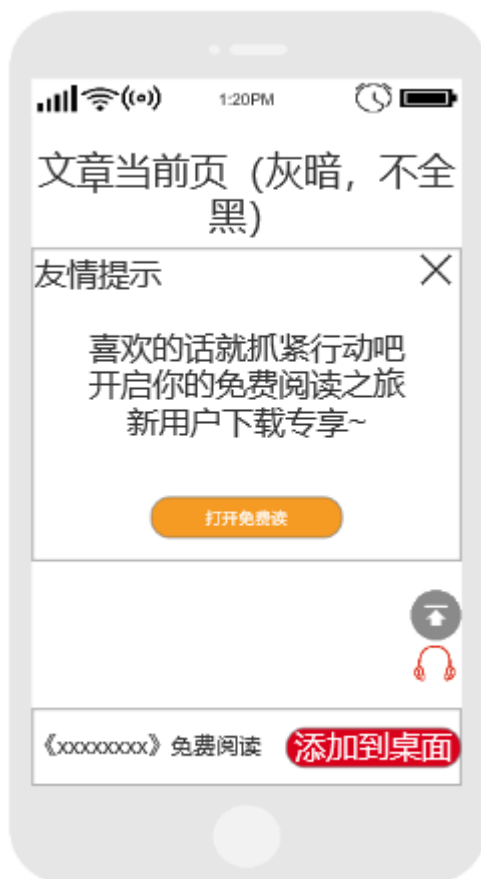 1:20PM
文章当前页（灰暗，不全
黑）
友情提示
喜欢的话就抓紧行动吧
开启你的免费阅读之旅
新用户下载专享~
打开免费读
《xxxxxxxxx》免费阅读
添加到桌面